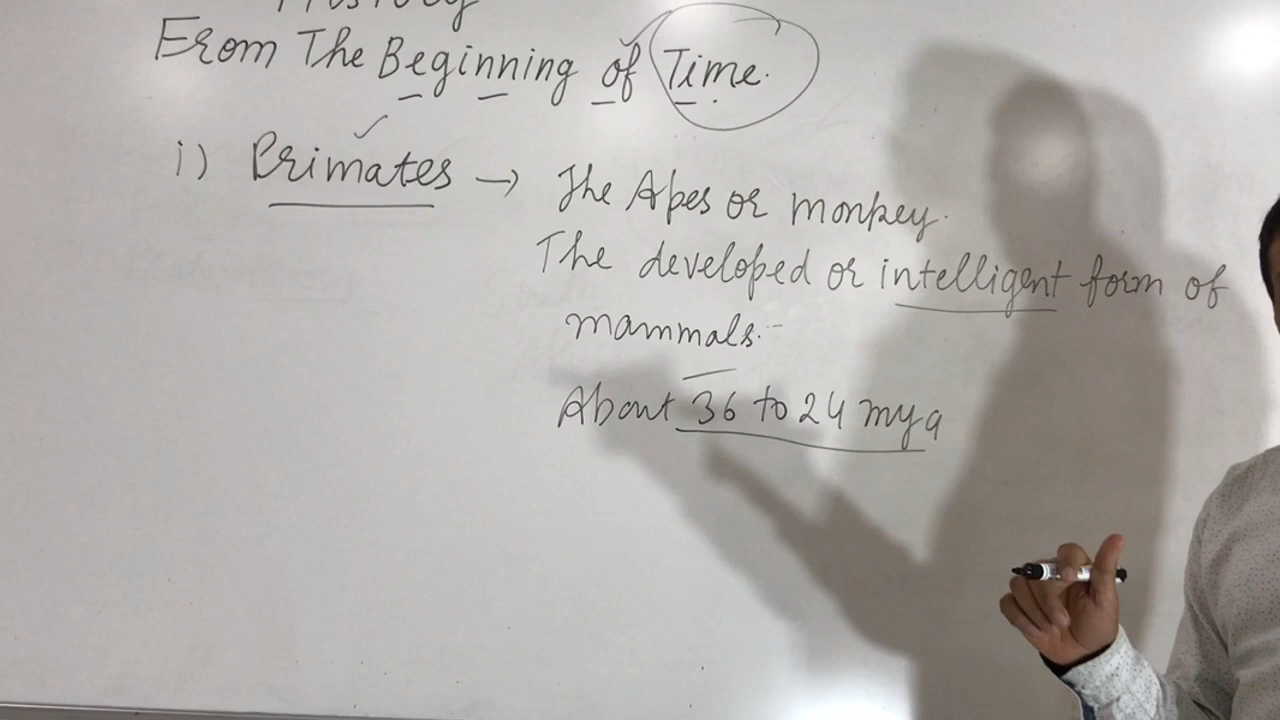 History
From The Beginning of Time.
i) Primates → The Apes or monkey.
The developed or intelligent form of
mammals.
About 36 to 24 mya